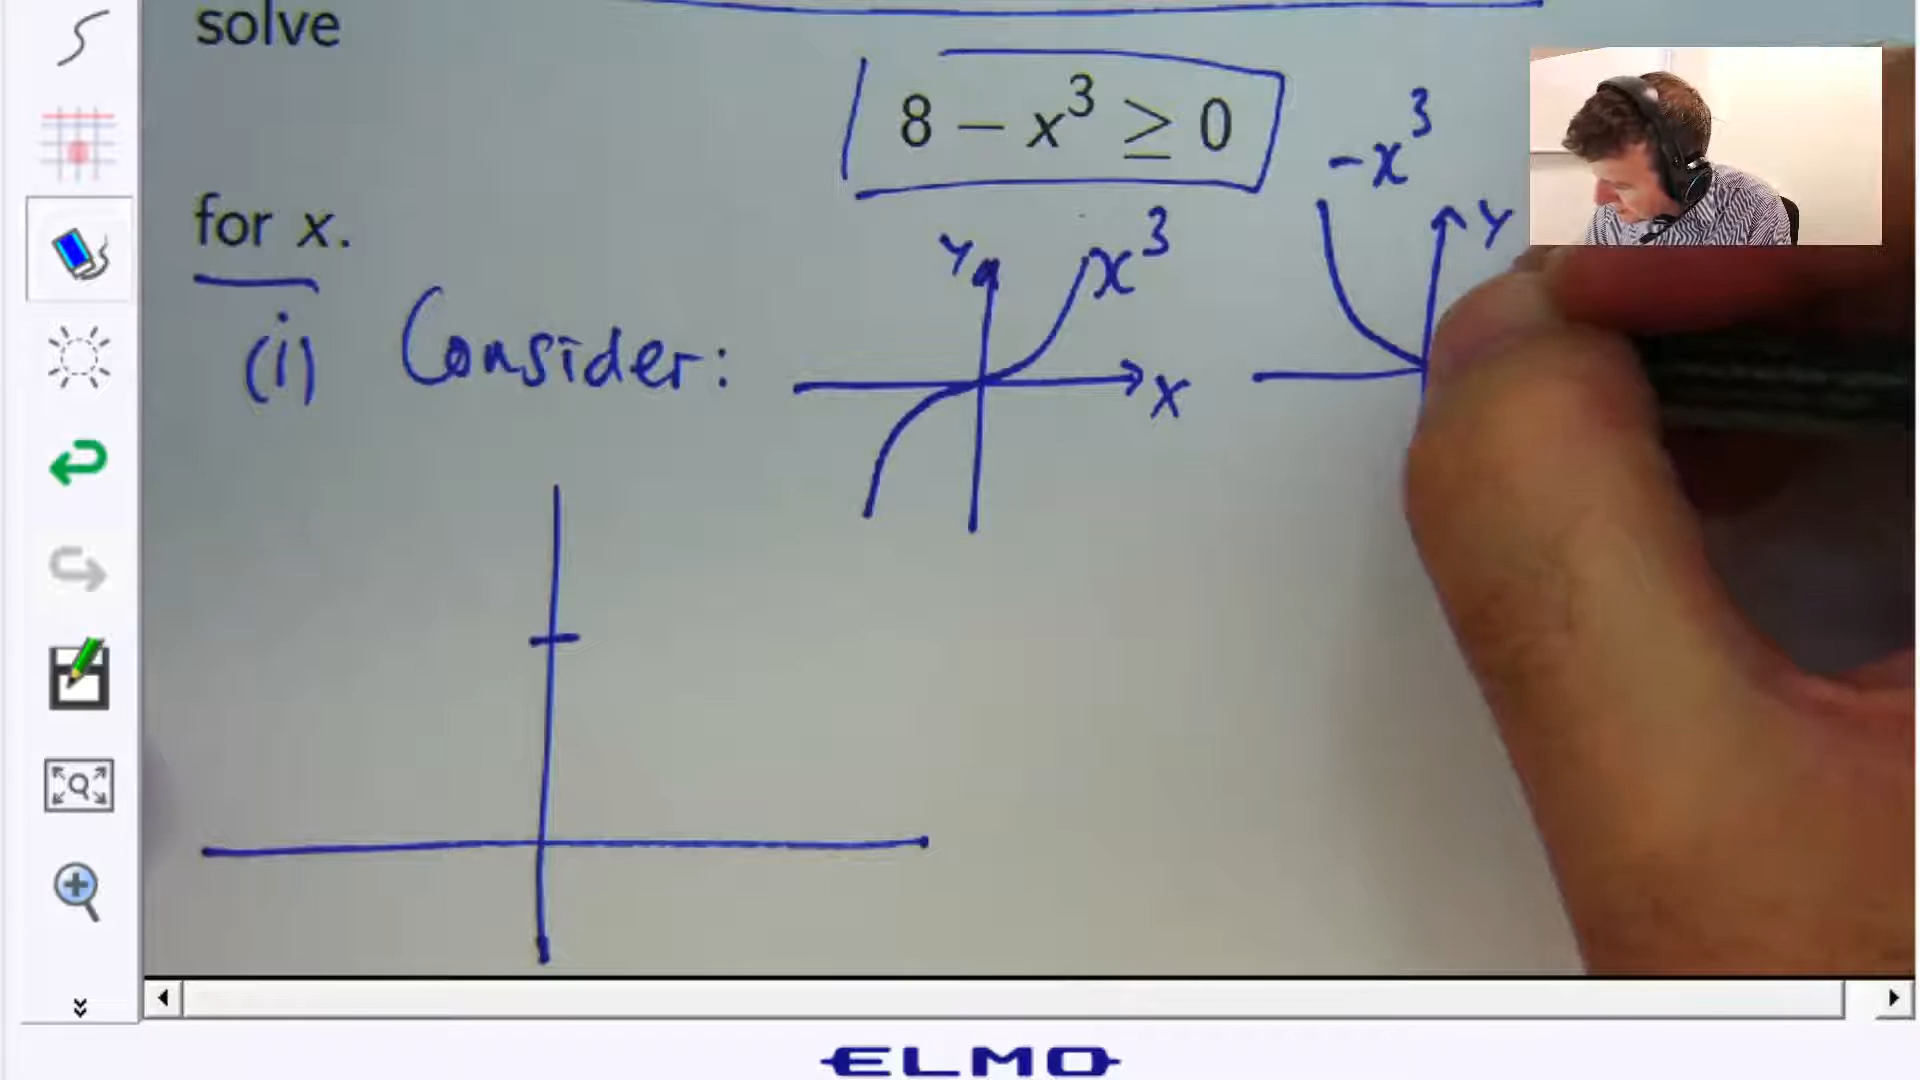 solve
8 − x³ ≥ 0
for x.
-x³
Y
Y
x³
x
(i) Consider:
ELMO